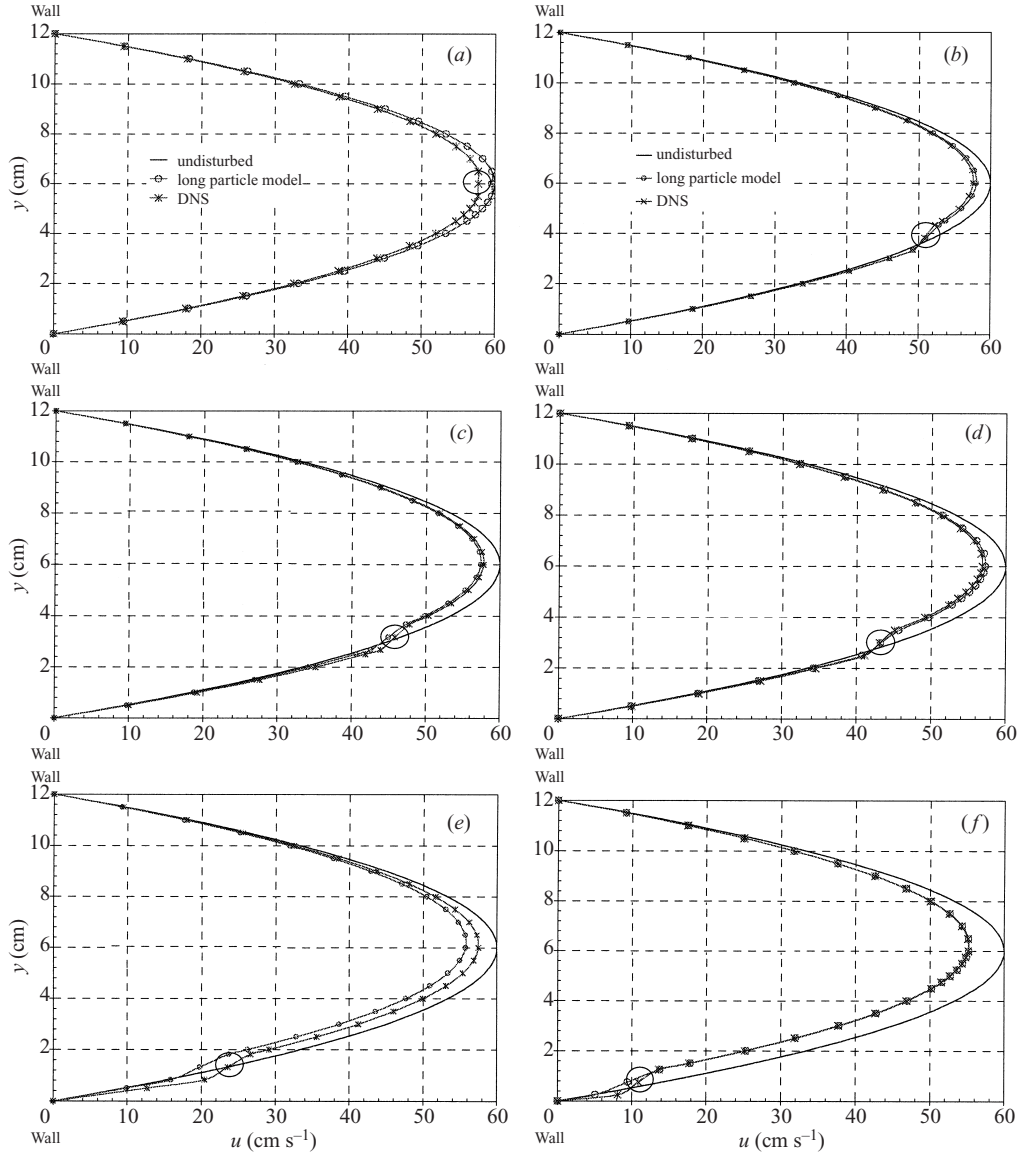 Wall Wall
12 12
(a) (b)
10 10
8 8
undisturbed undisturbed
y (cm) 6 long particle model long particle model 6
DNS DNS
4 4
2 2
0 10 20 30 40 50 60 0 10 20 30 40 50 60
Wall Wall
Wall Wall
12 12
(c) (d)
10 10
8 8
y (cm) 6 6
4 4
2 2
0 10 20 30 40 50 60 0 10 20 30 40 50 60
Wall Wall
Wall Wall
12 12
(e) (f)
10 10
8 8
y (cm) 6 6
4 4
2 2
0 10 20 30 40 50 60 0 10 20 30 40 50 60
Wall u (cm s⁻¹) Wall u (cm s⁻¹)